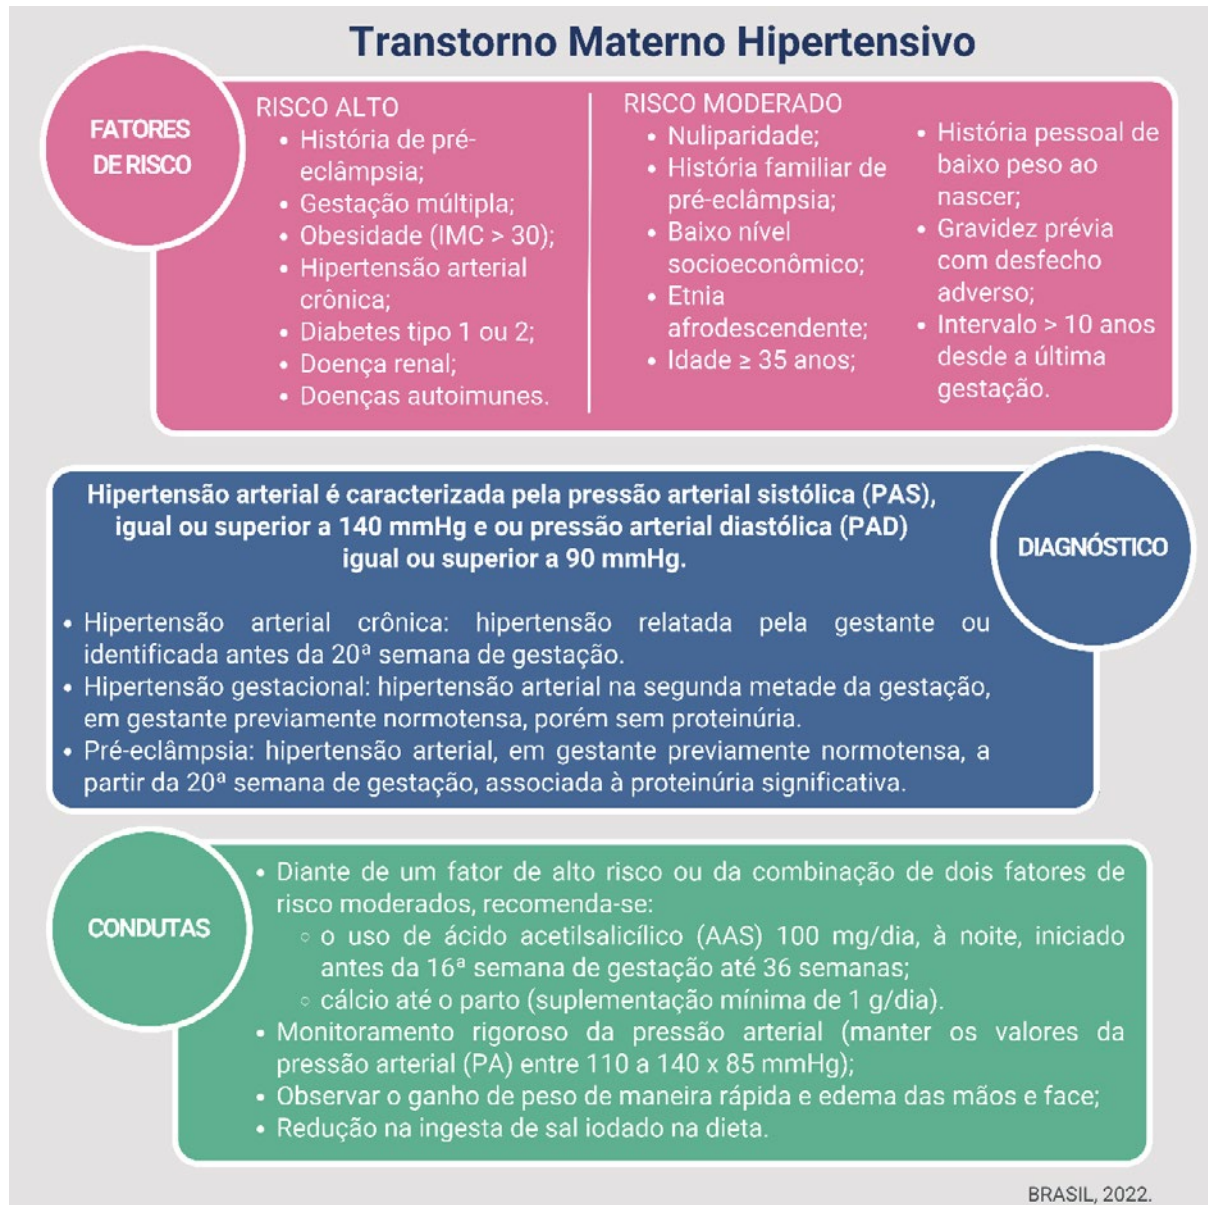 Transtorno Materno Hipertensivo
FATORES
DE RISCO
RISCO ALTO
• História de pré-
eclâmpsia;
• Gestação múltipla;
• Obesidade (IMC > 30);
• Hipertensão arterial
crônica;
• Diabetes tipo 1 ou 2;
• Doença renal;
• Doenças autoimunes.
RISCO MODERADO
• Nuliparidade;
• História familiar de
pré-eclâmpsia;
• Baixo nível
socioeconômico;
• Etnia
afrodescendente;
• Idade ≥ 35 anos;
• História pessoal de
baixo peso ao
nascer;
• Gravidez prévia
com desfecho
adverso;
• Intervalo > 10 anos
desde a última
gestação.
Hipertensão arterial é caracterizada pela pressão arterial sistólica (PAS),
igual ou superior a 140 mmHg e ou pressão arterial diastólica (PAD)
igual ou superior a 90 mmHg.
DIAGNÓSTICO
• Hipertensão arterial crônica: hipertensão relatada pela gestante ou
identificada antes da 20ª semana de gestação.
• Hipertensão gestacional: hipertensão arterial na segunda metade da gestação,
em gestante previamente normotensa, porém sem proteinúria.
• Pré-eclâmpsia: hipertensão arterial, em gestante previamente normotensa, a
partir da 20ª semana de gestação, associada à proteinúria significativa.
CONDUTAS
• Diante de um fator de alto risco ou da combinação de dois fatores de
risco moderados, recomenda-se:
◦ o uso de ácido acetilsalicílico (AAS) 100 mg/dia, à noite, iniciado
antes da 16ª semana de gestação até 36 semanas;
◦ cálcio até o parto (suplementação mínima de 1 g/dia).
• Monitoramento rigoroso da pressão arterial (manter os valores da
pressão arterial (PA) entre 110 a 140 x 85 mmHg);
• Observar o ganho de peso de maneira rápida e edema das mãos e face;
• Redução na ingesta de sal iodado na dieta.
BRASIL, 2022.